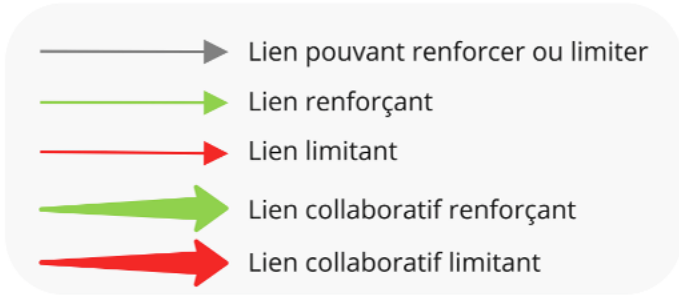 Lien pouvant renforcer ou limiter
Lien renforçant
Lien limitant
Lien collaboratif renforçant
Lien collaboratif limitant